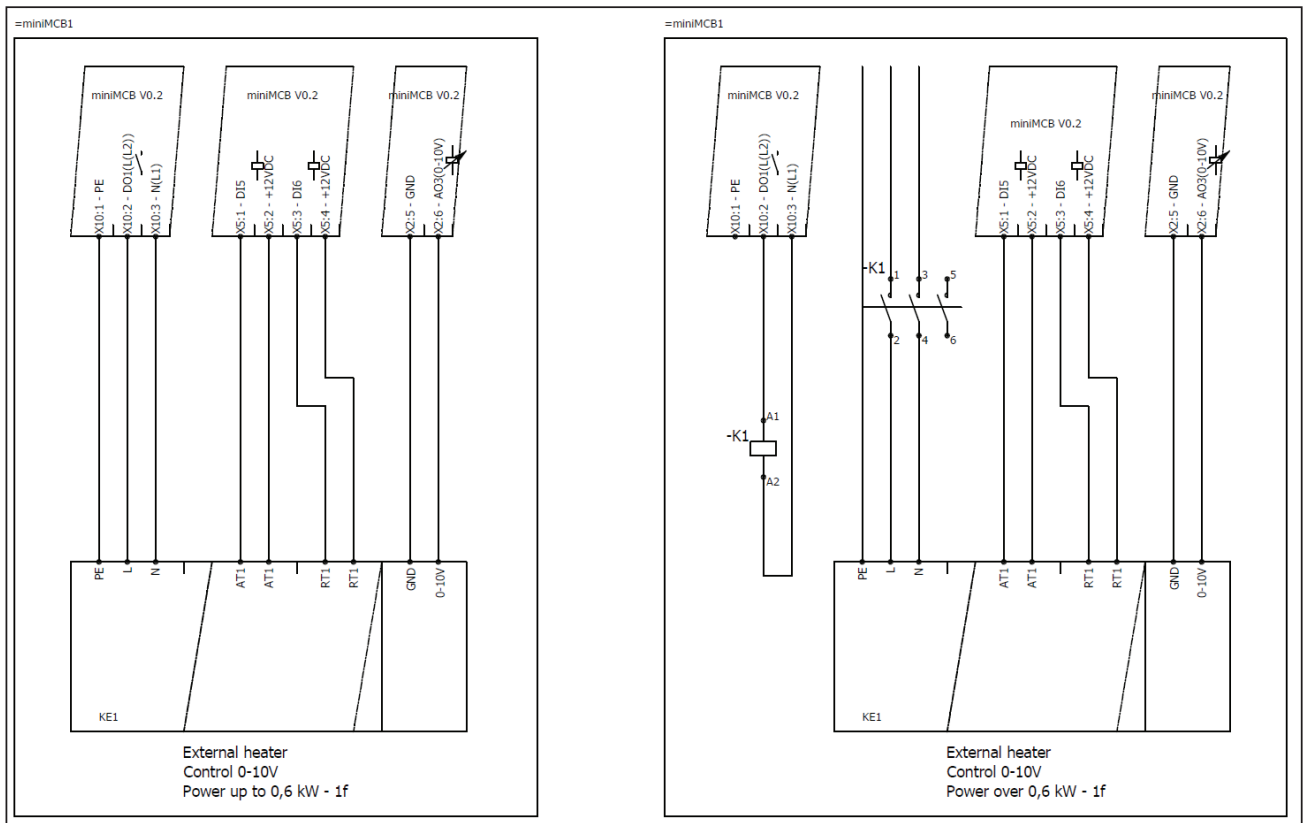 =miniMCB1
miniMCB V0.2
miniMCB V0.2
miniMCB V0.2
X10:1 - PE
X10:2 - DO1(L(L2))
X10:3 - N(L1)
X5:1 - DI5
X5:2 - +12VDC
X5:3 - DI6
X5:4 - +12VDC
X2:5 - GND
X2:6 - AO3(0-10V)
PE
L
N
AT1
AT1
RT1
RT1
GND
0-10V
KE1
External heater
Control 0-10V
Power up to 0,6 kW - 1f
=miniMCB1
miniMCB V0.2
miniMCB V0.2
miniMCB V0.2
X10:1 - PE
X10:2 - DO1(L(L2))
X10:3 - N(L1)
X5:1 - DI5
X5:2 - +12VDC
X5:3 - DI6
X5:4 - +12VDC
X2:5 - GND
X2:6 - AO3(0-10V)
-K1
1
3
5
2
4
6
A1
-K1
A2
PE
L
N
AT1
AT1
RT1
RT1
GND
0-10V
KE1
External heater
Control 0-10V
Power over 0,6 kW - 1f